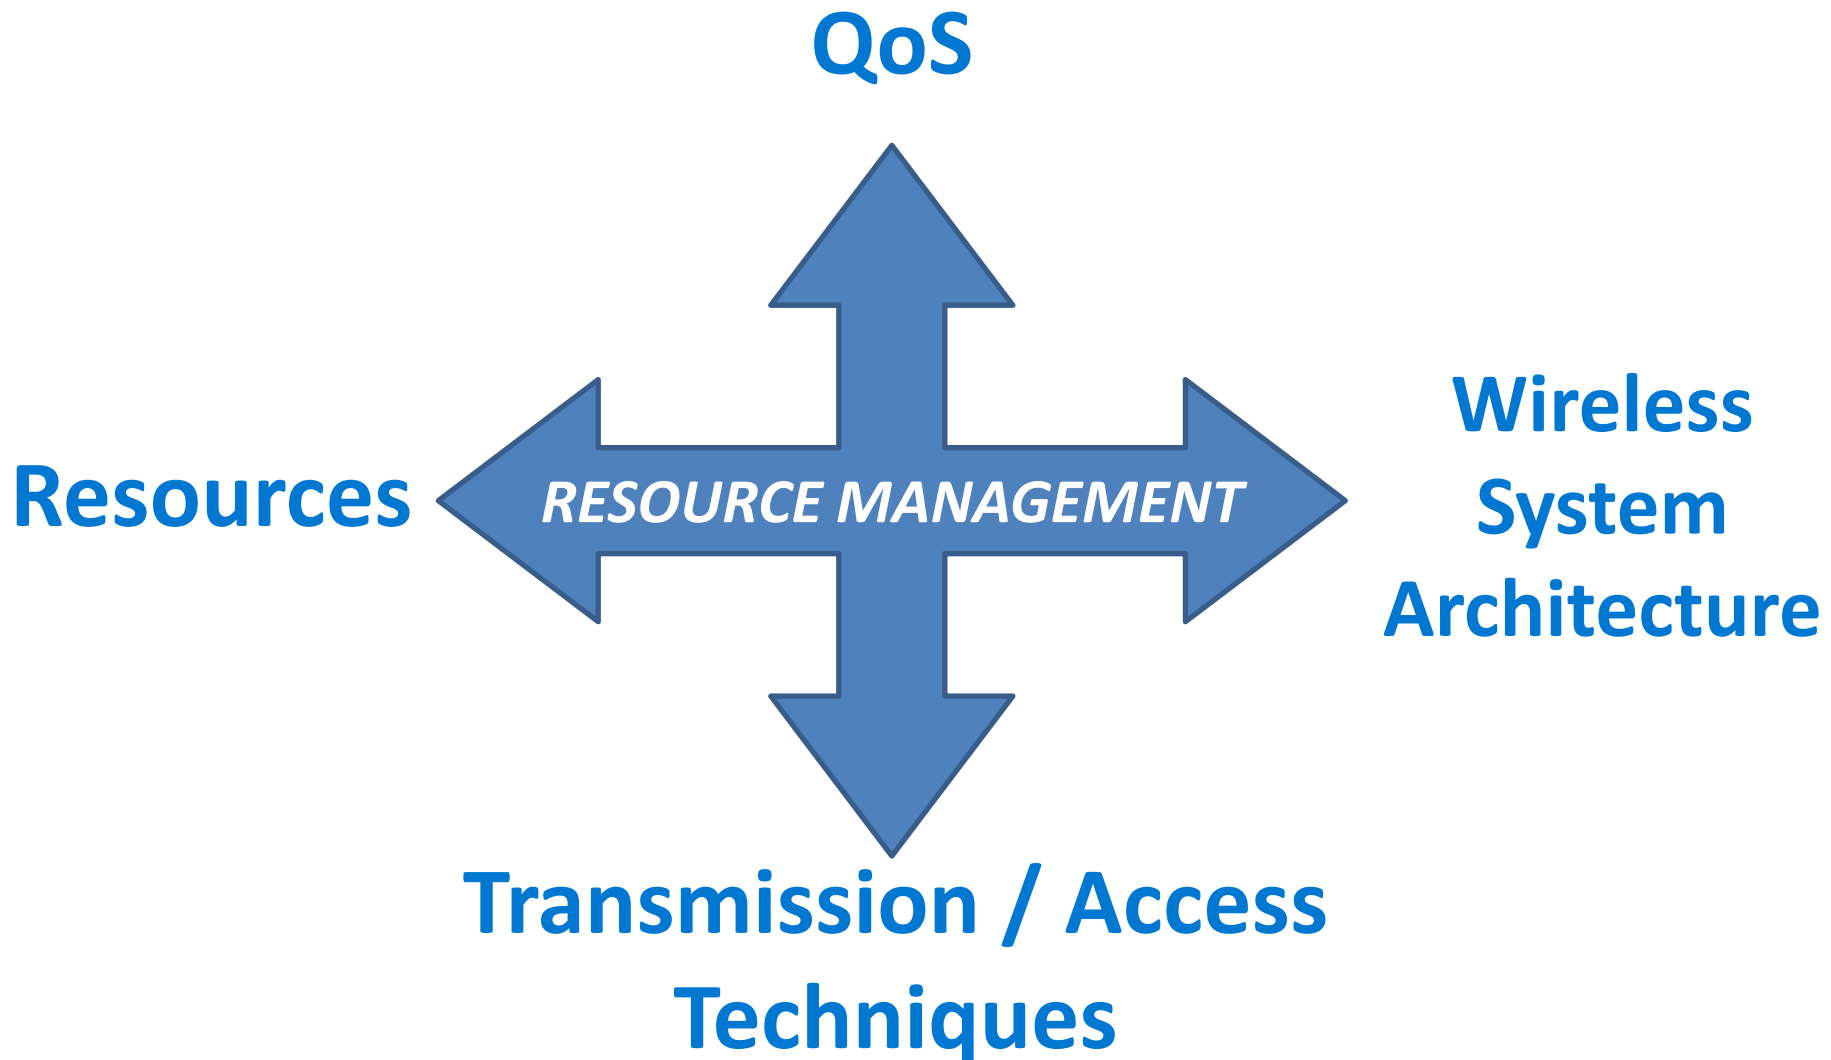 QoS
Resources
RESOURCE MANAGEMENT
Wireless
System
Architecture
Transmission / Access
Techniques